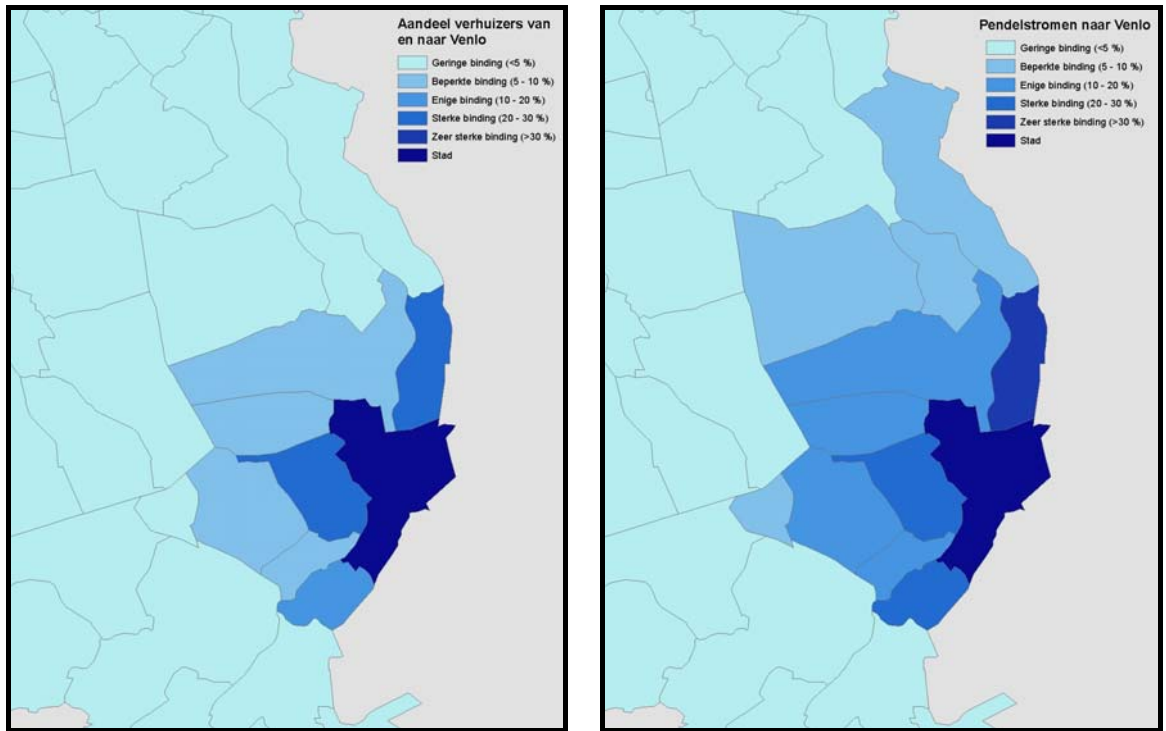 Aandeel verhuizers van
en naar Venlo
Geringe binding (<5 %)
Beperkte binding (5 - 10 %)
Enige binding (10 - 20 %)
Sterke binding (20 - 30 %)
Zeer sterke binding (>30 %)
Stad
Pendelstromen naar Venlo
Geringe binding (<5 %)
Beperkte binding (5 - 10 %)
Enige binding (10 - 20 %)
Sterke binding (20 - 30 %)
Zeer sterke binding (>30 %)
Stad